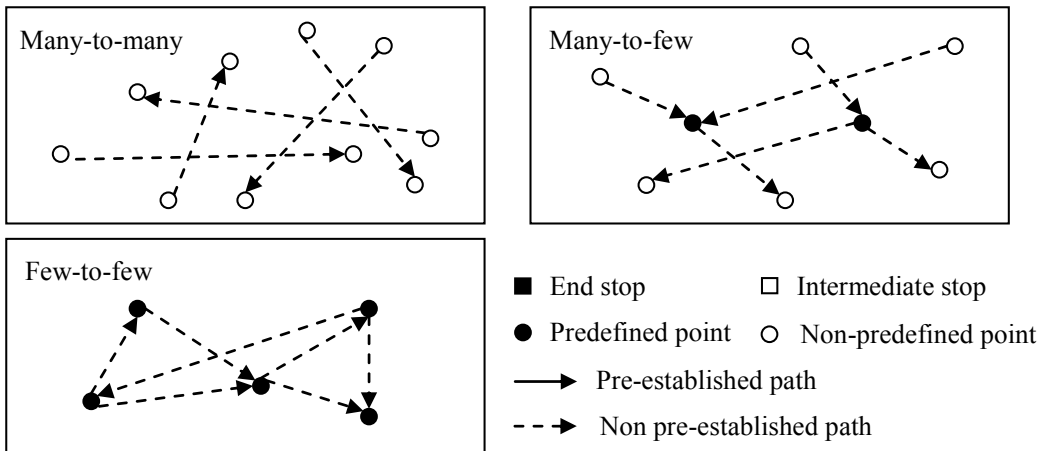 Many-to-many
Many-to-few
Few-to-few
End stop
Intermediate stop
Predefined point
Non-predefined point
Pre-established path
Non pre-established path